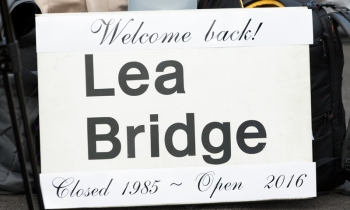 Welcome back!
Lea
Bridge
Closed 1985 ~ Open 2016